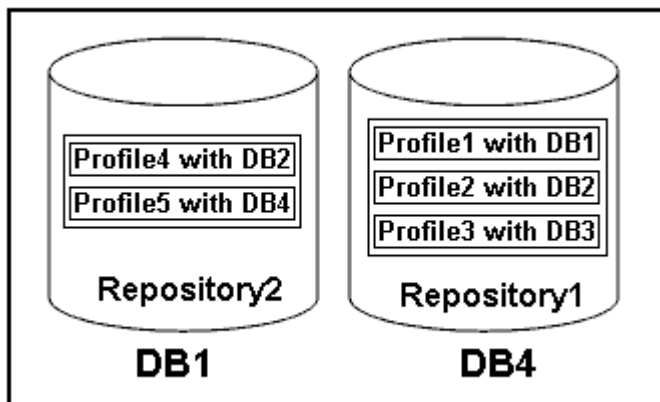 Profile4 with DB2
Profile5 with DB4
Repository2
DB1
Profile1 with DB1
Profile2 with DB2
Profile3 with DB3
Repository1
DB4